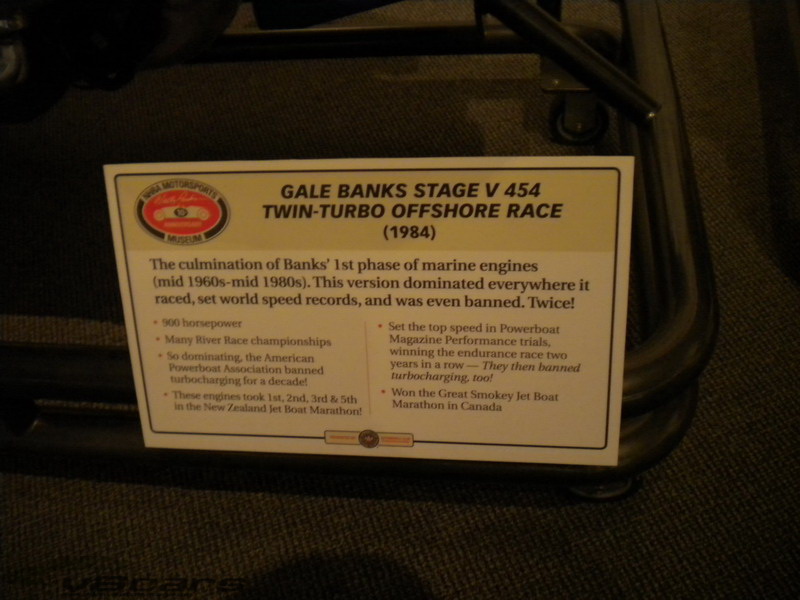 NHRA MOTORSPORTS
MUSEUM
GALE BANKS STAGE V 454
TWIN-TURBO OFFSHORE RACE
(1984)
The culmination of Banks' 1st phase of marine engines
(mid 1960s-mid 1980s). This version dominated everywhere it
raced, set world speed records, and was even banned. Twice!
• 900 horsepower
• Many River Race championships
• So dominating, the American
Powerboat Association banned
turbocharging for a decade!
• These engines took 1st, 2nd, 3rd & 5th
in the New Zealand Jet Boat Marathon!
• Set the top speed in Powerboat
Magazine Performance trials,
winning the endurance race two
years in a row — They then banned
turbocharging, too!
• Won the Great Smokey Jet Boat
Marathon in Canada
v8cars